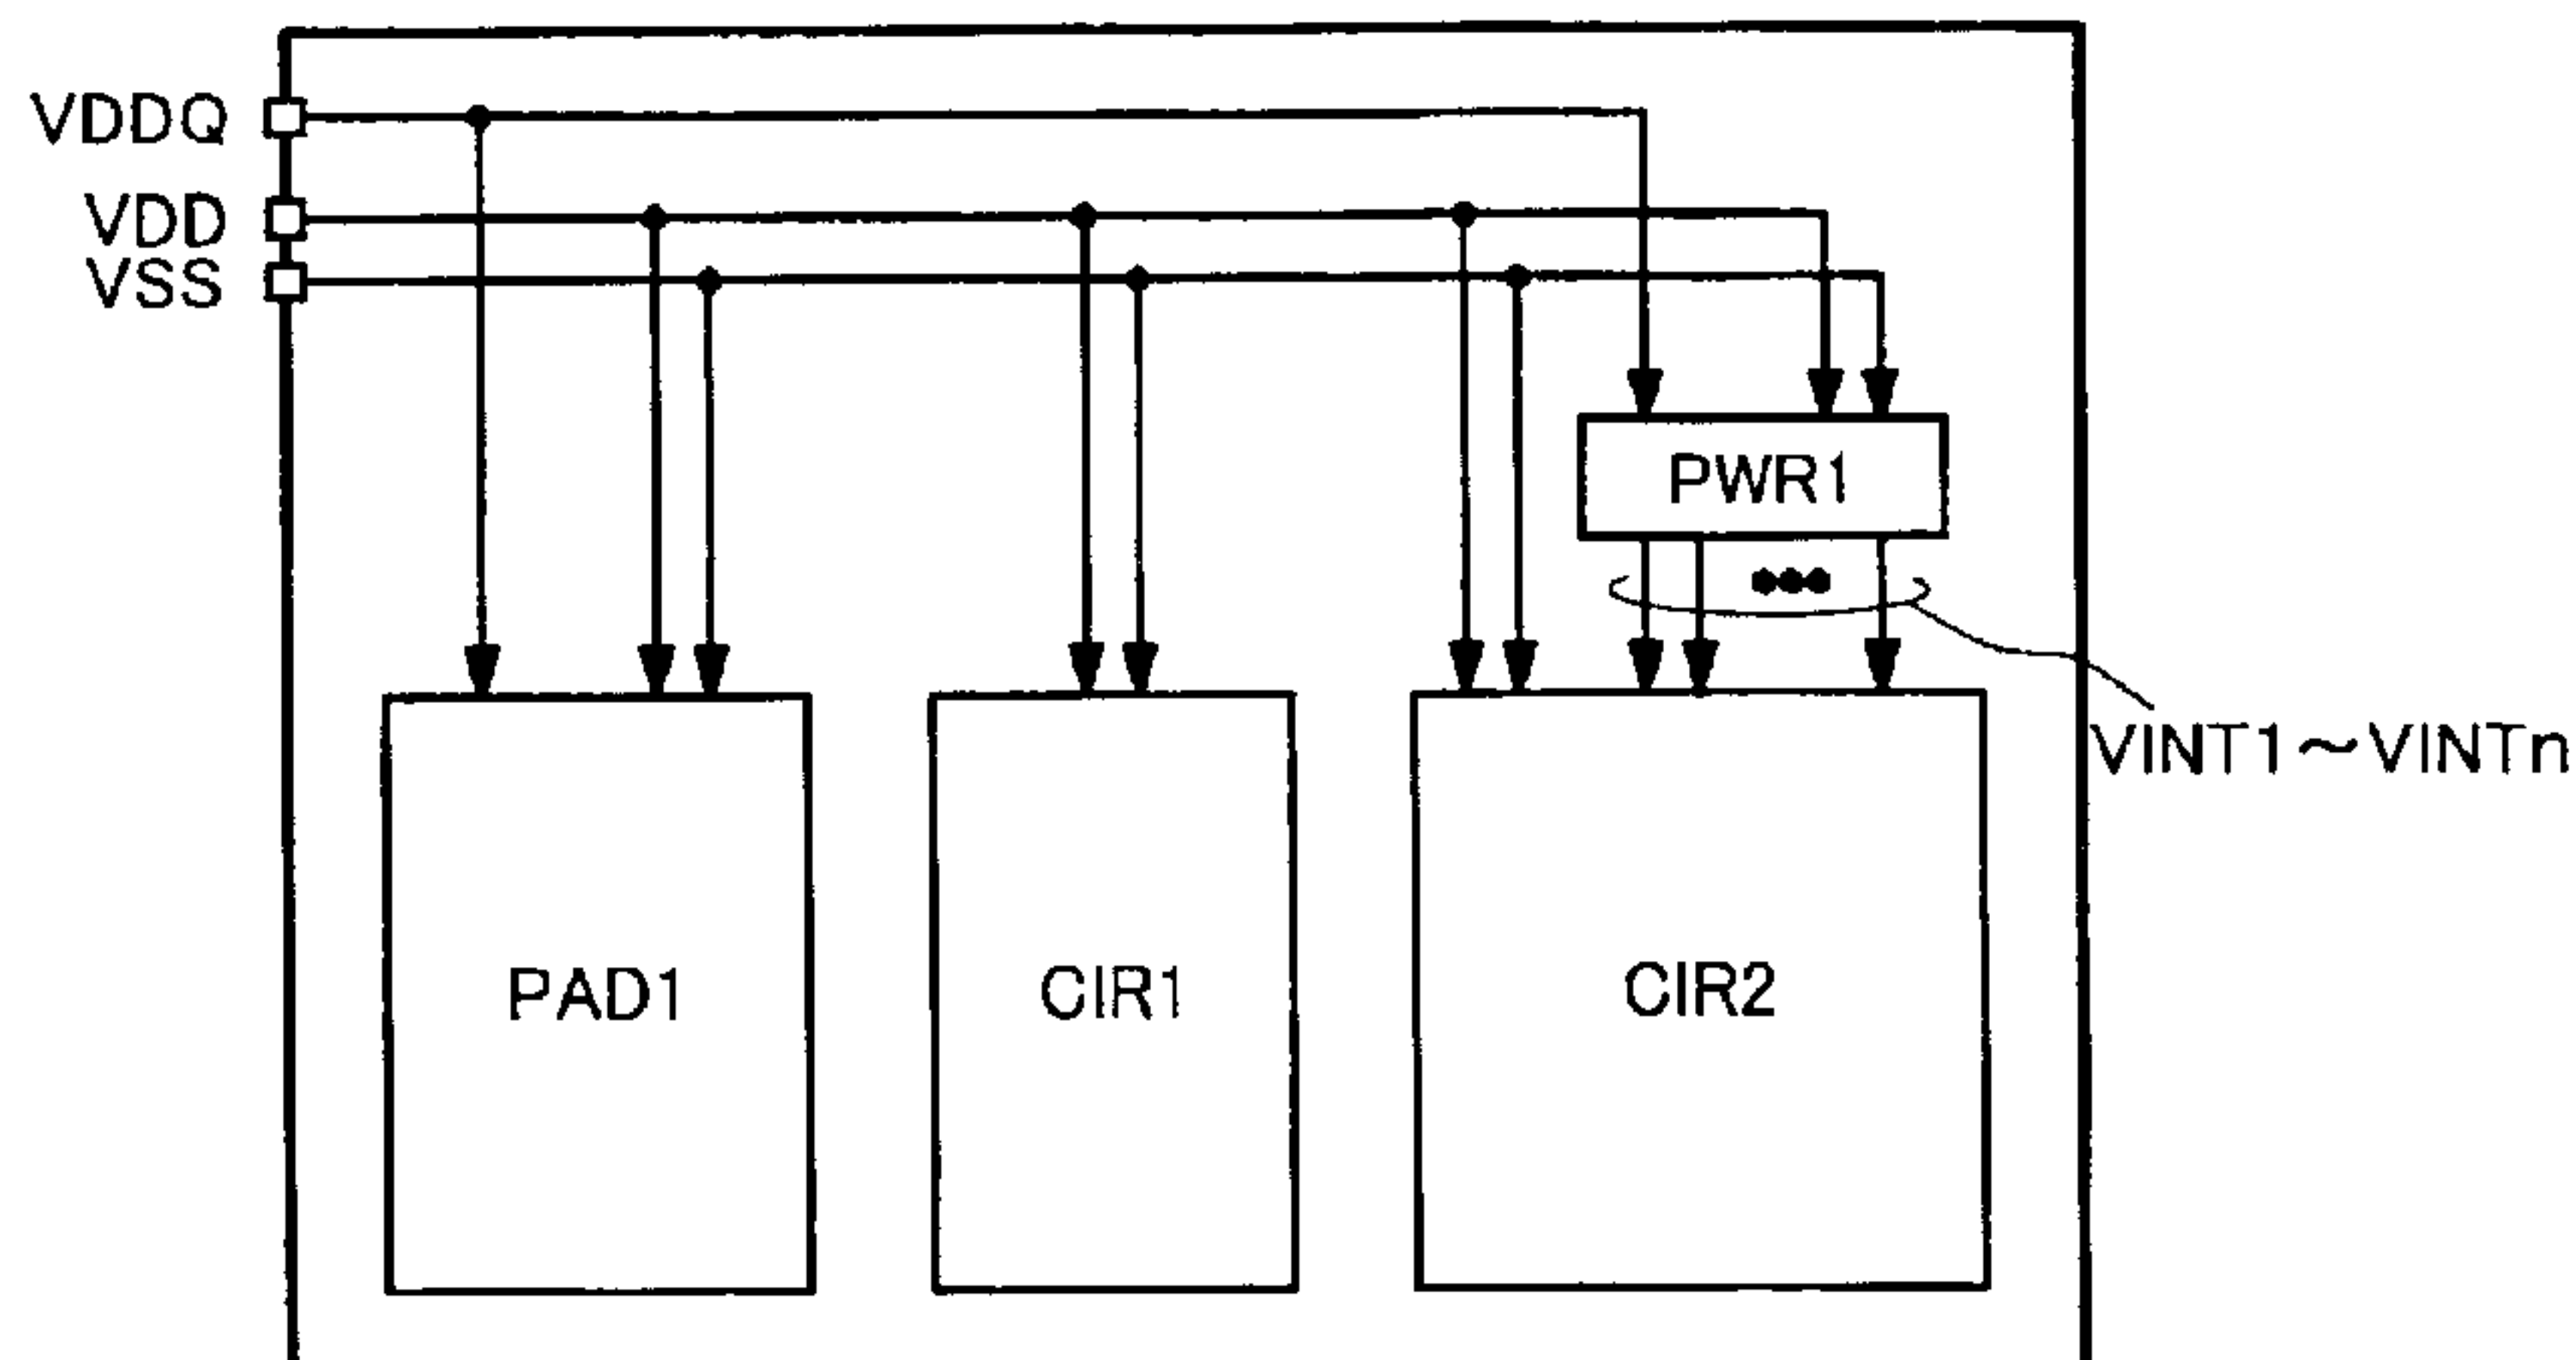 VDDQ
VDD
VSS
PWR1
VINT1～VINTn
PAD1
CIR1
CIR2